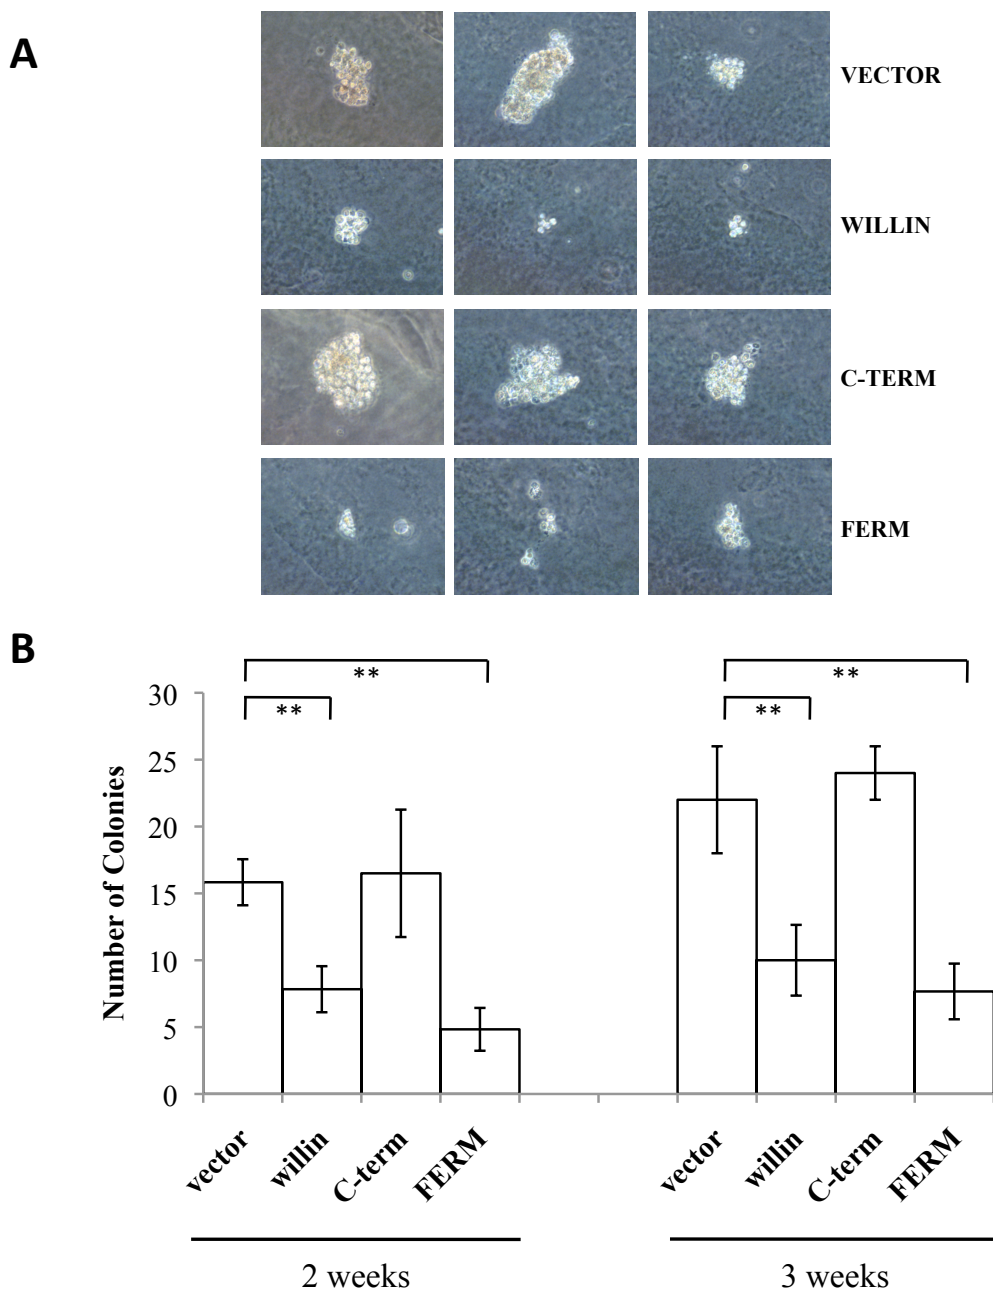 A
VECTOR
WILLIN
C-TERM
FERM
B
**
**
**
**
30
25
20
15
10
5
0
Number of Colonies
vector
willin
C-term
FERM
vector
willin
C-term
FERM
2 weeks
3 weeks